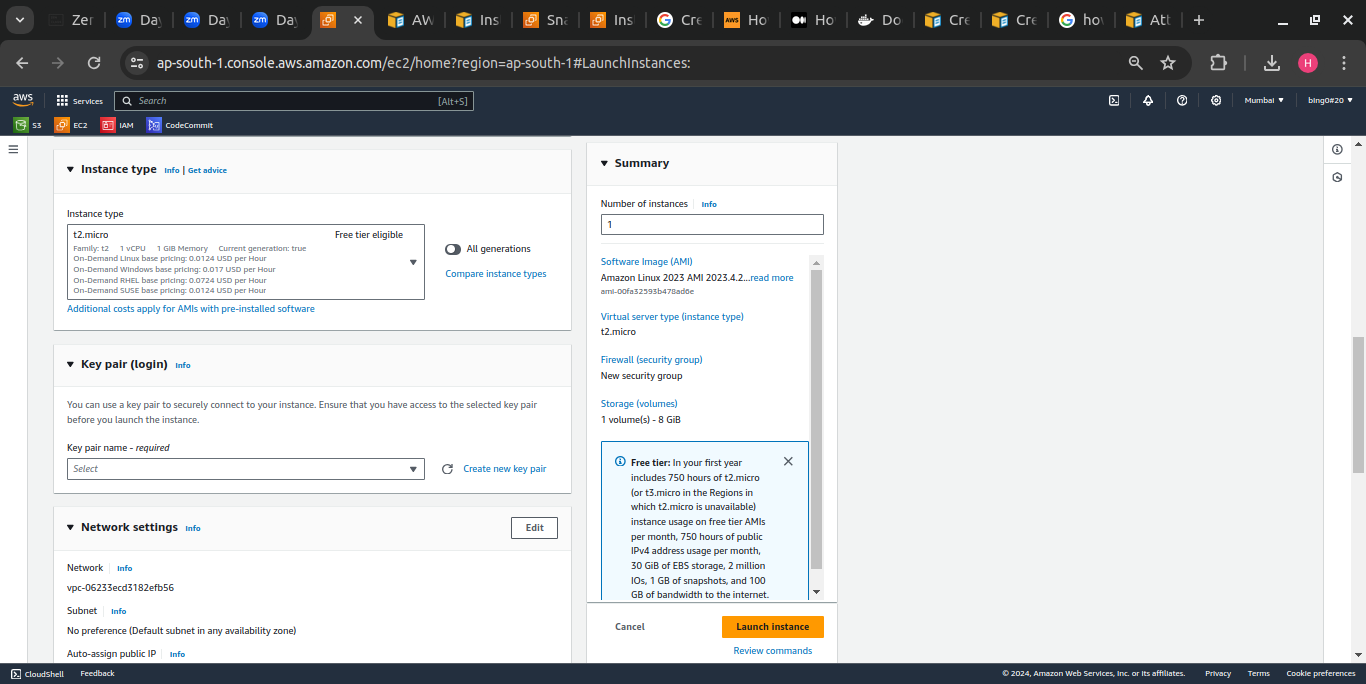 Zer
Day
Day
Day
AW
Ins
Sna
Ins
Cre
Ho
Ho
Do
Cre
Cre
how
Att
ap-south-1.console.aws.amazon.com/ec2/home?region=ap-south-1#LaunchInstances:
H
aws
Services
Search
[Alt+S]
Mumbai
bing0#20
S3
EC2
IAM
CodeCommit
Instance type
Info | Get advice
Instance type
t2.micro
Free tier eligible
Family: t2 1 vCPU 1 GiB Memory Current generation: true
On-Demand Linux base pricing: 0.0124 USD per Hour
On-Demand Windows base pricing: 0.017 USD per Hour
On-Demand RHEL base pricing: 0.0724 USD per Hour
On-Demand SUSE base pricing: 0.0124 USD per Hour
All generations
Compare instance types
Additional costs apply for AMIs with pre-installed software
Key pair (login) Info
You can use a key pair to securely connect to your instance. Ensure that you have access to the selected key pair
before you launch the instance.
Key pair name - required
Select
Create new key pair
Network settings Info
Edit
Network Info
vpc-06233ecd3182efb56
Subnet Info
No preference (Default subnet in any availability zone)
Auto-assign public IP Info
Summary
Number of instances Info
1
Software Image (AMI)
Amazon Linux 2023 AMI 2023.4.2...read more
ami-00fa32593b478ad6e
Virtual server type (instance type)
t2.micro
Firewall (security group)
New security group
Storage (volumes)
1 volume(s) - 8 GiB
Free tier: In your first year
includes 750 hours of t2.micro
(or t3.micro in the Regions in
which t2.micro is unavailable)
instance usage on free tier AMIs
per month, 750 hours of public
IPv4 address usage per month,
30 GiB of EBS storage, 2 million
IOs, 1 GB of snapshots, and 100
GB of bandwidth to the internet.
Cancel
Launch instance
Review commands
CloudShell
Feedback
© 2024, Amazon Web Services, Inc. or its affiliates.
Privacy
Terms
Cookie preferences